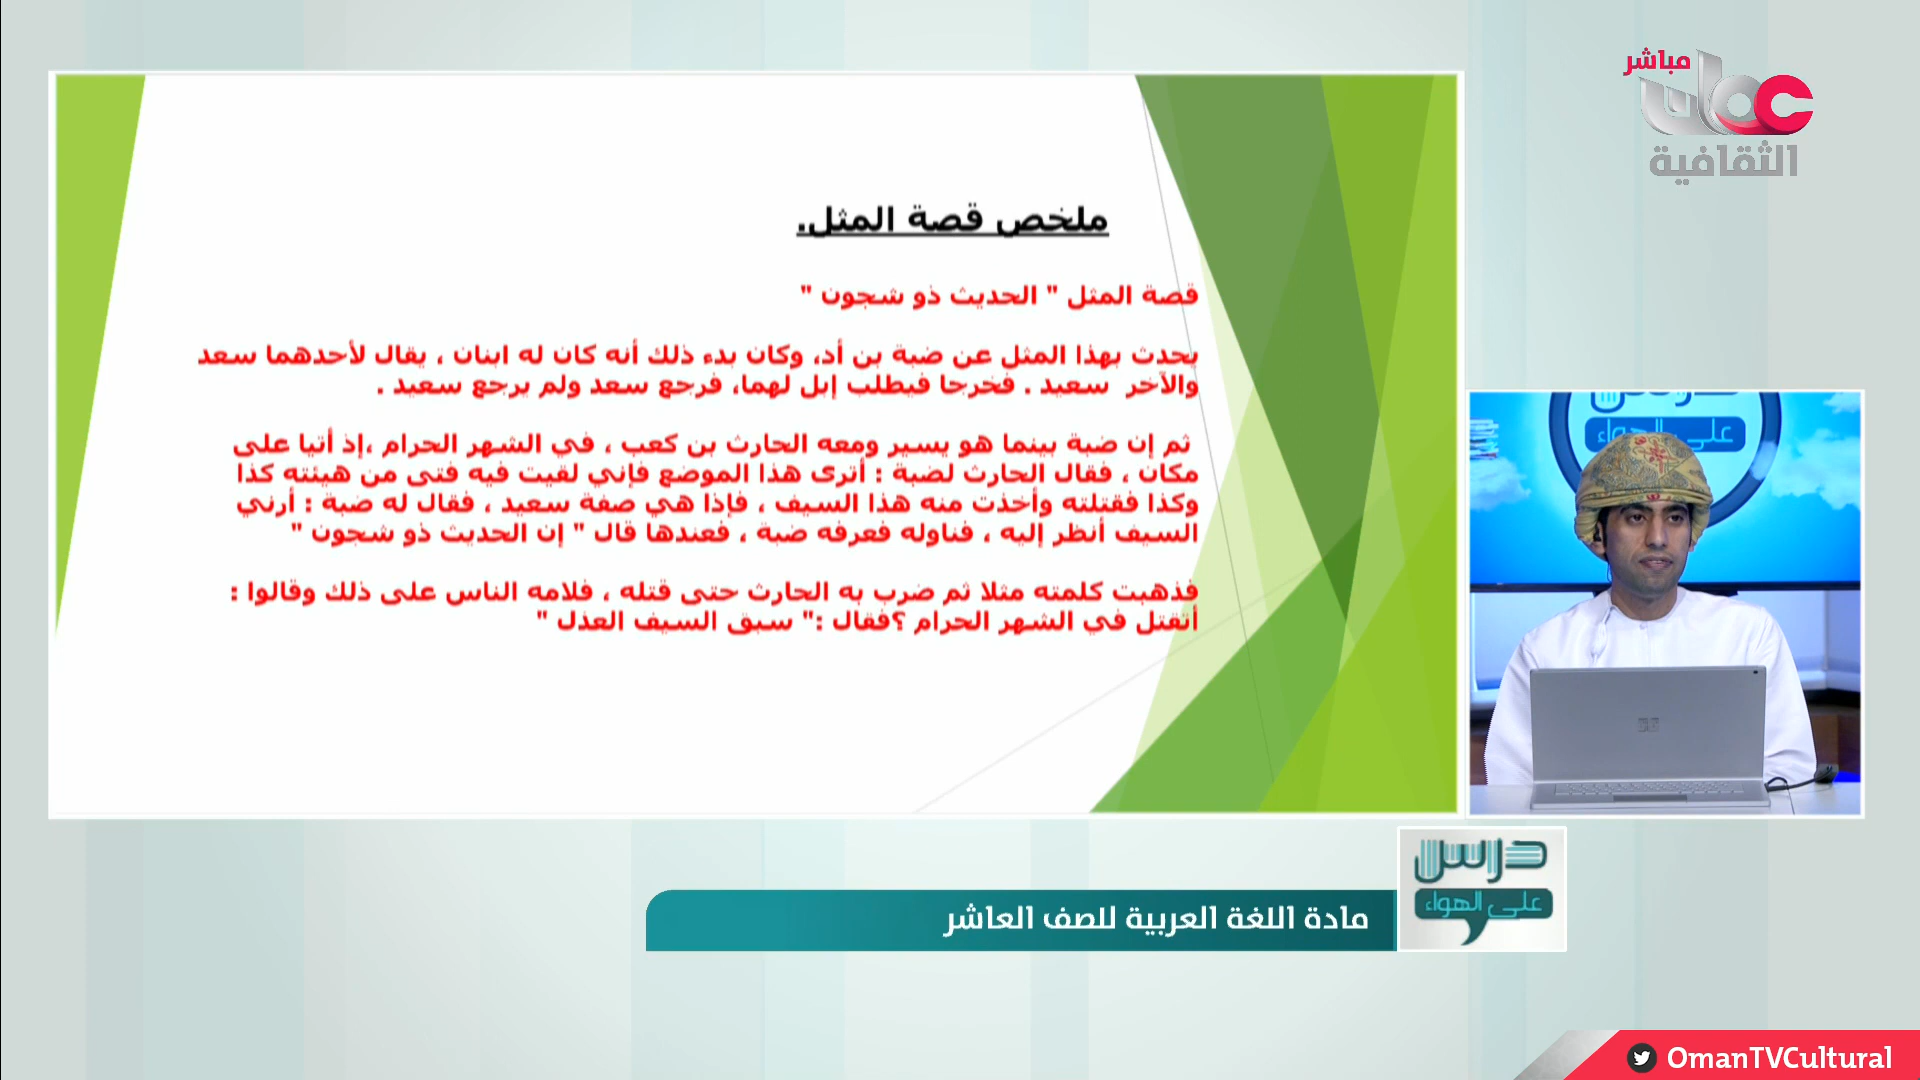 مباشر
عمان
الثقافية
ملخص قصة المثل.
قصة المثل " الحديث ذو شجون "
يحدث بهذا المثل عن ضبة بن أد، وكان بدء ذلك أنه كان له ابنان ، يقال لأحدهما سعد
والآخر سعيد . فخرجا فيطلب إبل لهما، فرجع سعد ولم يرجع سعيد .
ثم إن ضبة بينما هو يسير ومعه الحارث بن كعب ، في الشهر الحرام ،إذ أتيا على
مكان ، فقال الحارث لضبة : أترى هذا الموضع فإني لقيت فيه فتى من هيئته كذا
وكذا فقتلته وأخذت منه هذا السيف ، فإذا هي صفة سعيد ، فقال له ضبة : أرني
السيف أنظر إليه ، فناوله فعرفه ضبة ، فعندها قال " إن الحديث ذو شجون "
فذهبت كلمته مثلا ثم ضرب به الحارث حتى قتله ، فلامه الناس على ذلك وقالوا :
أتقتل في الشهر الحرام ؟فقال :" سبق السيف العذل "
درس
على الهواء
درس
على الهواء
مادة اللغة العربية للصف العاشر
OmanTVCultural